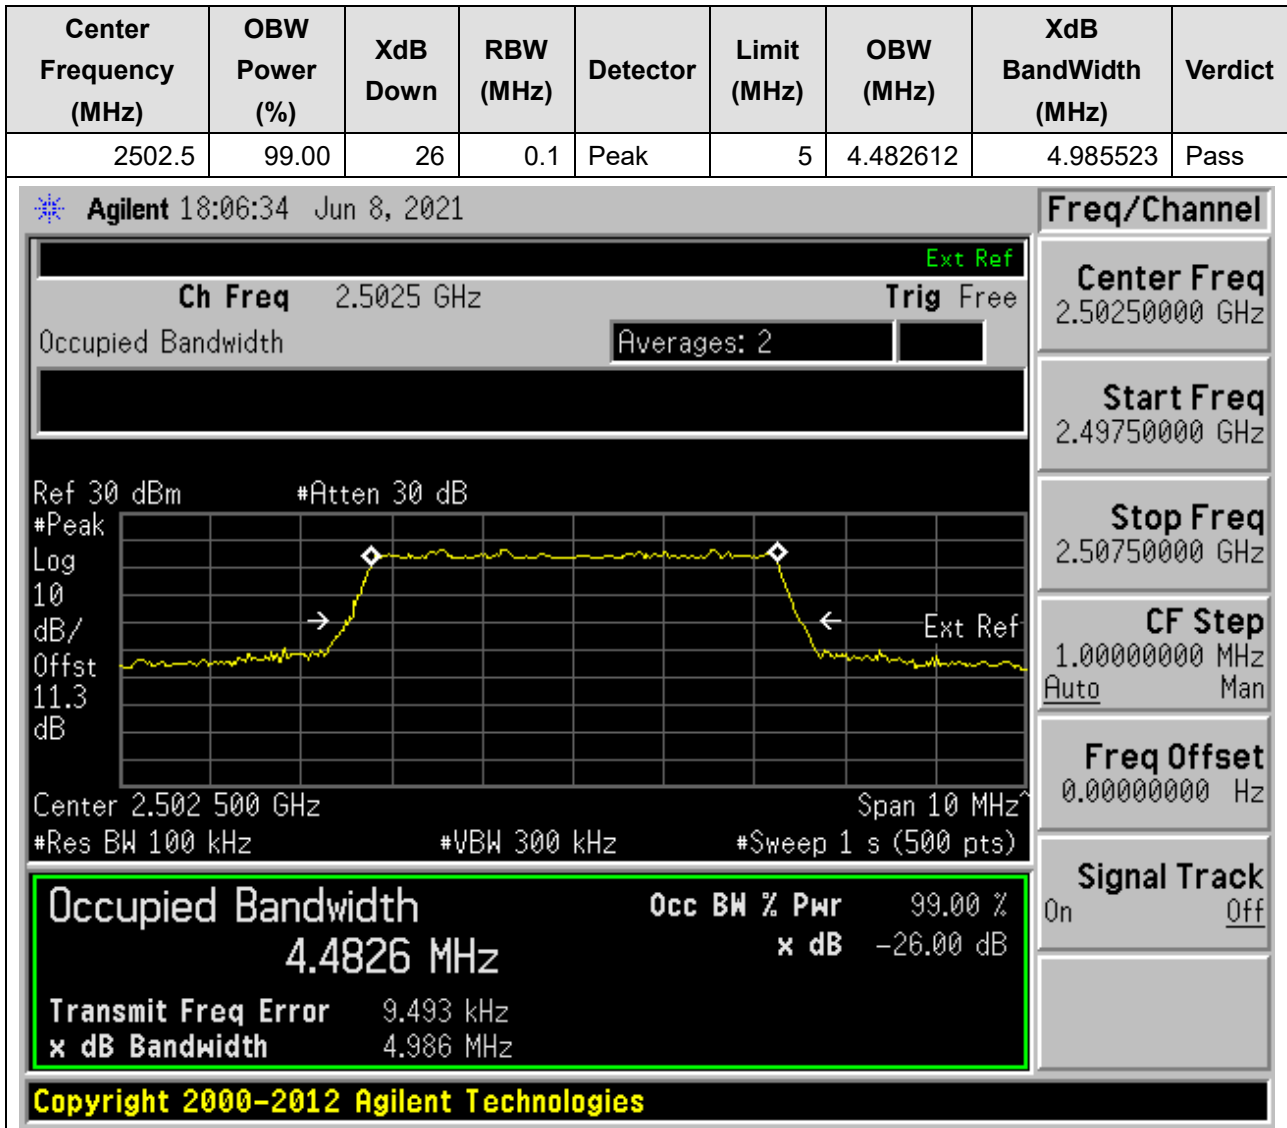 Center Frequency (MHz) OBW Power (%) XdB Down RBW (MHz) Detector Limit (MHz) OBW (MHz) XdB BandWidth (MHz) Verdict
2502.5 99.00 26 0.1 Peak 5 4.482612 4.985523 Pass
Agilent 18:06:34 Jun 8, 2021
Freq/Channel
Ext Ref
Ch Freq 2.5025 GHz Trig Free
Occupied Bandwidth Averages: 2
Center Freq
2.50250000 GHz
Start Freq
2.49750000 GHz
Stop Freq
2.50750000 GHz
CF Step
1.00000000 MHz
Auto Man
Freq Offset
0.00000000 Hz
Signal Track
On Off
Ref 30 dBm #Atten 30 dB
#Peak
Log
10
dB/
Offst
11.3
dB
Ext Ref
Center 2.502 500 GHz Span 10 MHz^
#Res BW 100 kHz #VBW 300 kHz #Sweep 1 s (500 pts)
Occupied Bandwidth Occ BW % Pwr 99.00 %
4.4826 MHz x dB -26.00 dB
Transmit Freq Error 9.493 kHz
x dB Bandwidth 4.986 MHz
Copyright 2000-2012 Agilent Technologies